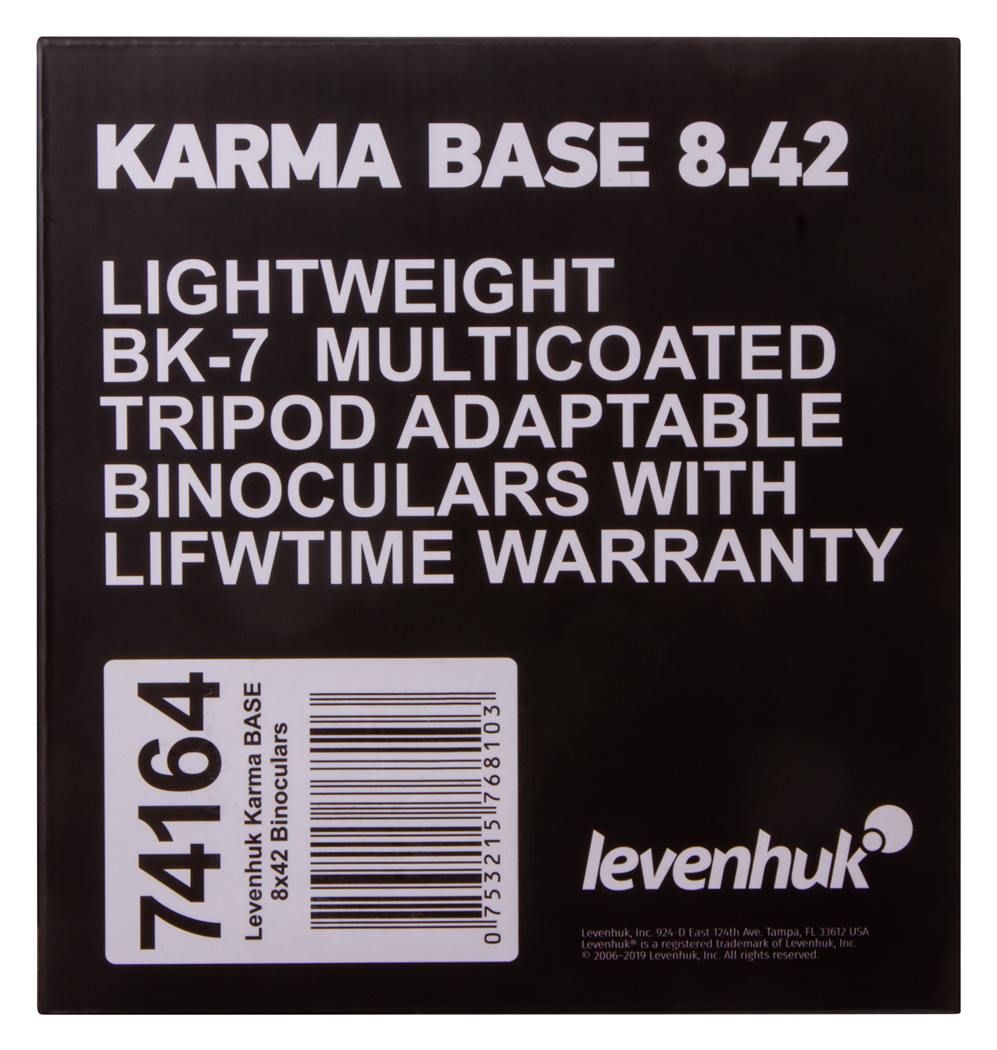 KARMA BASE 8.42
LIGHTWEIGHT
BK-7 MULTICOATED
TRIPOD ADAPTABLE
BINOCULARS WITH
LIFWTIME WARRANTY
74164
Levenhuk Karma BASE
8x42 Binoculars
0 753215 768103
levenhuk
Levenhuk, Inc. 924-D East 124th Ave. Tampa, FL 33612 USA
Levenhuk® is a registered trademark of Levenhuk, Inc.
© 2006–2019 Levenhuk, Inc. All rights reserved.